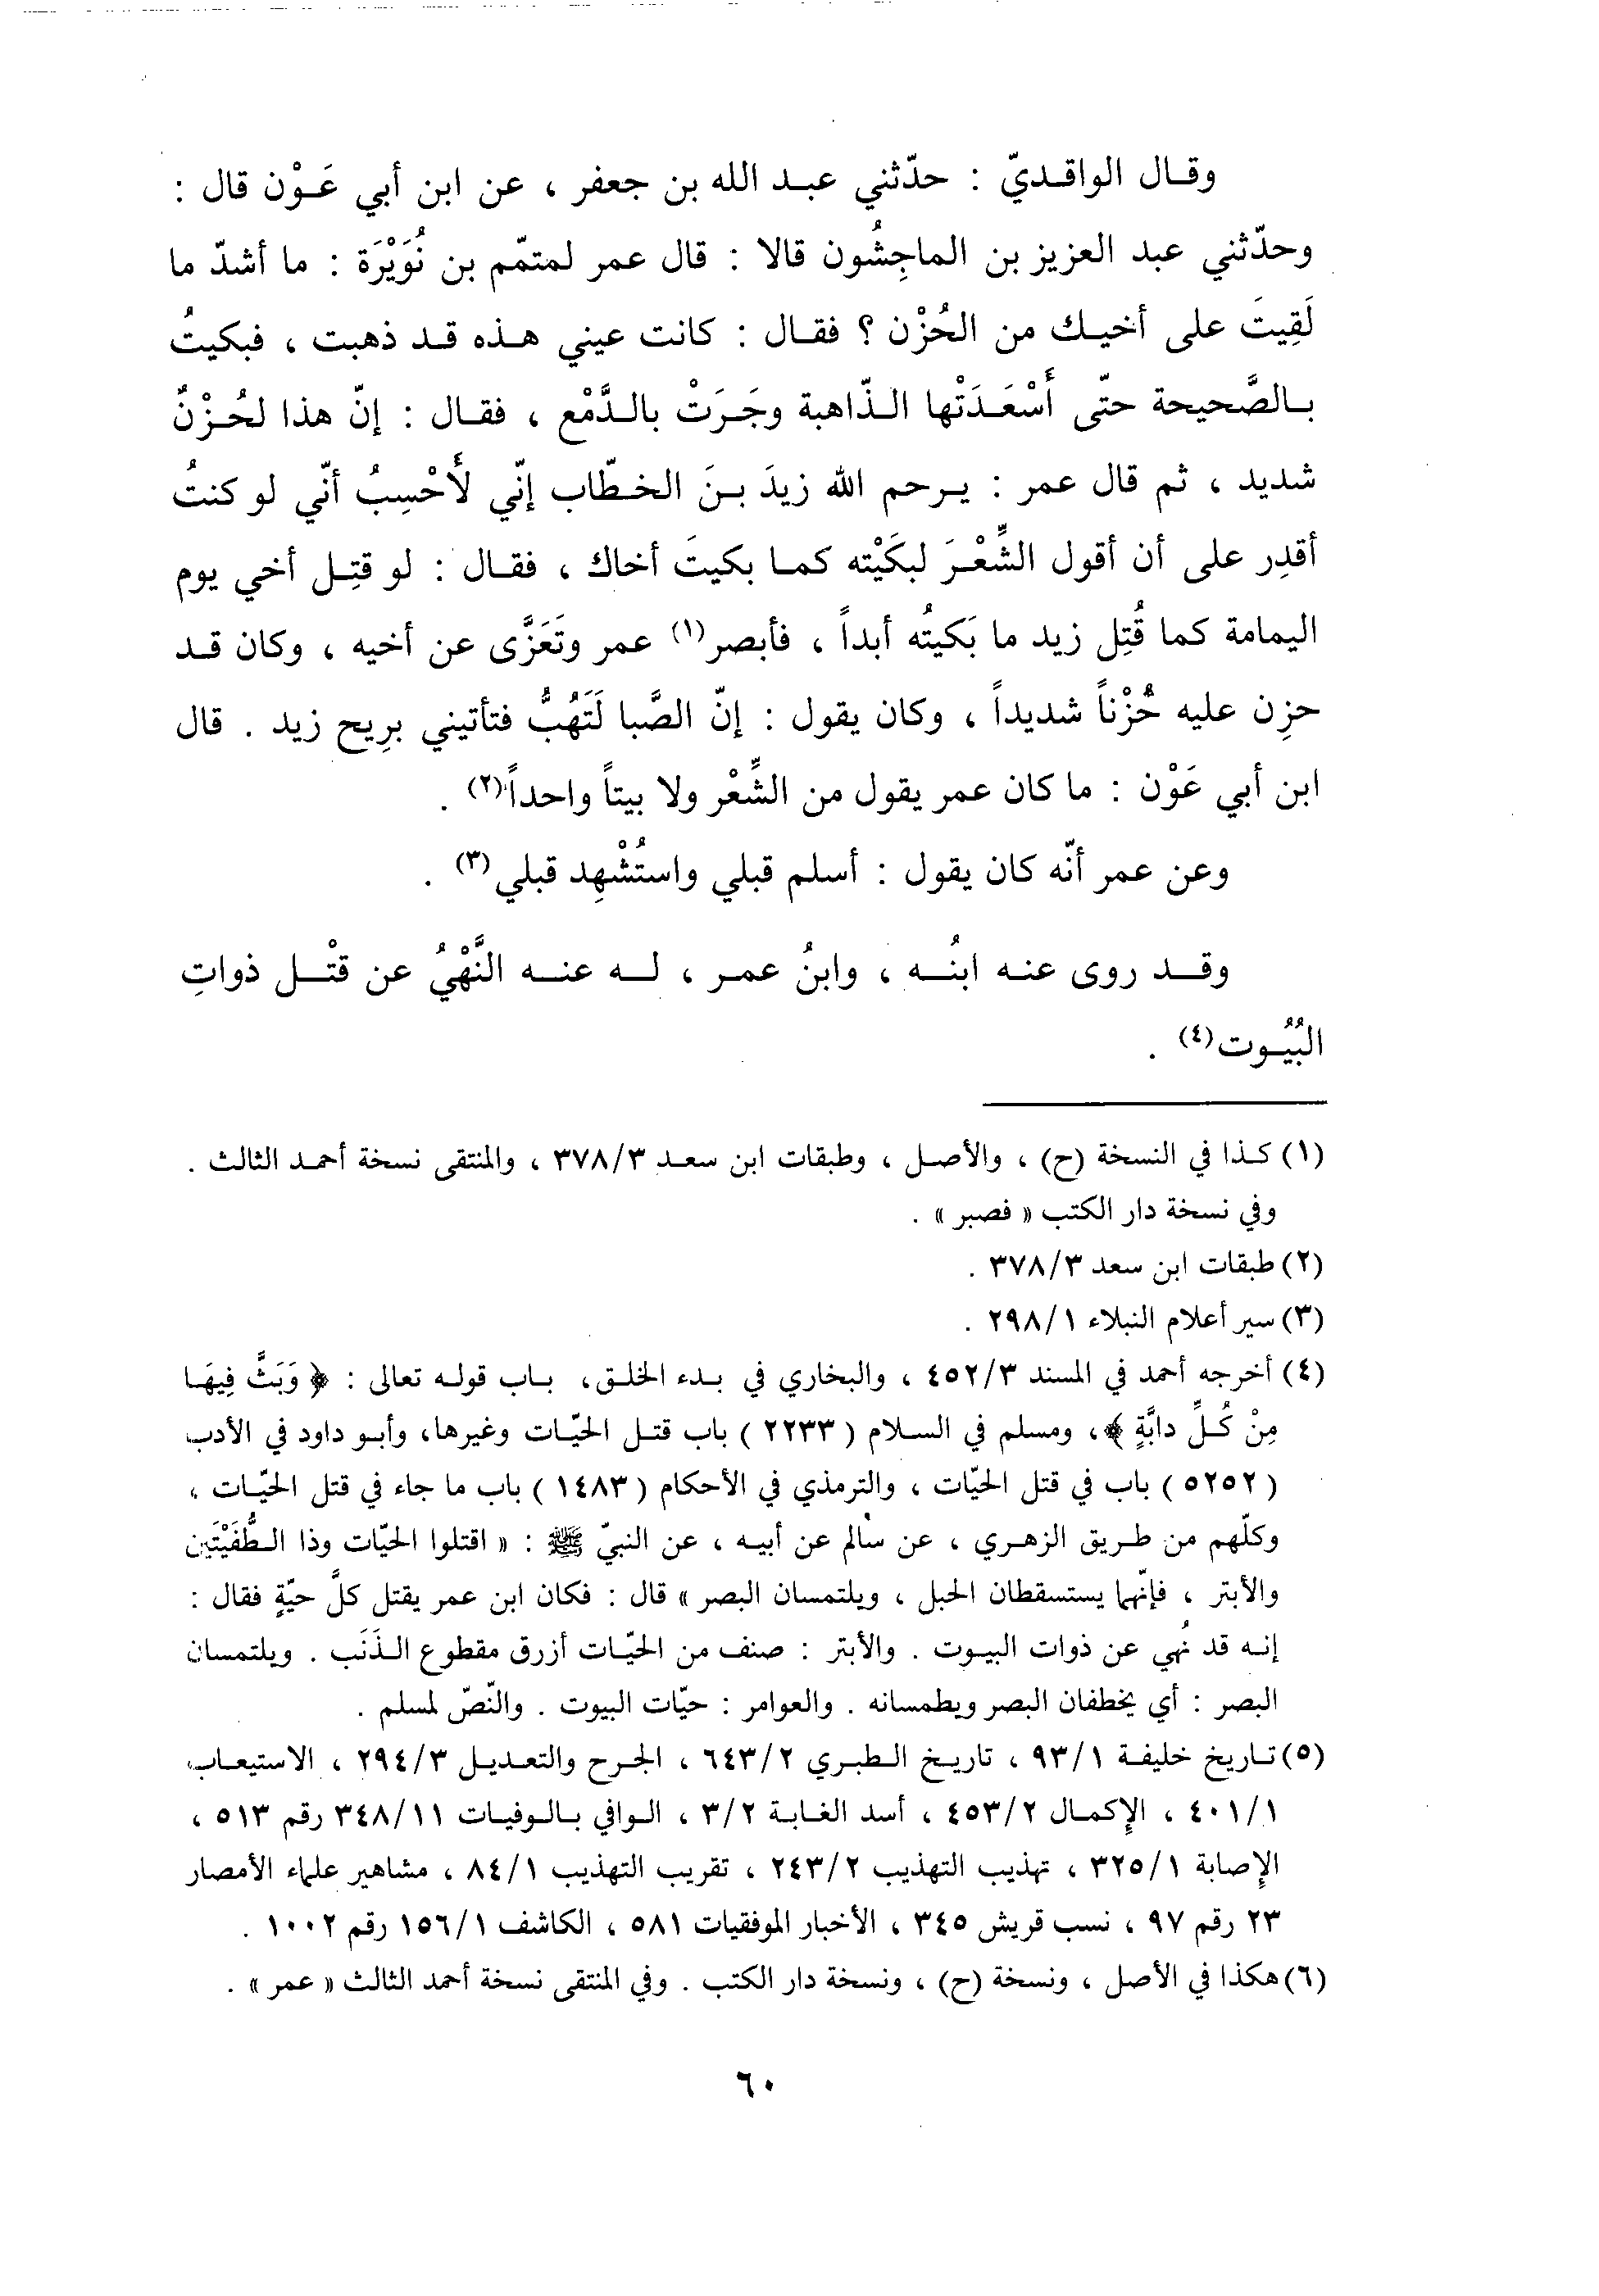 وقال الواقديّ : حدّثني عبد الله بن جعفر ، عن ابن أبي عَوْن قال :
وحدّثني عبد العزيز بن الماجِشُون قالا : قال عمر لمتمّم بن نُوَيْرَة : ما أشدّ ما
لَقِيتَ على أخيك من الحُزْن ؟ فقال : كانت عيني هذه قد ذهبت ، فبكيتُ
بالصَّحيحة حتّى أَسْعَدَتْها الذّاهبة وجَرَتْ بالدَّمْع ، فقال : إنّ هذا لحُزْنٌ
شديد ، ثم قال عمر : يرحم الله زيدَ بنَ الخطّاب إنّي لأَحْسِبُ أنّي لو كنتُ
أقدِر على أن أقول الشِّعْرَ لبكَيْته كما بكيتَ أخاك ، فقال : لو قتِل أخي يوم
اليمامة كما قُتِل زيد ما بَكيتُه أبداً ، فأبصر(١) عمر وتَعَزَّى عن أخيه ، وكان قد
حزِن عليه حُزْناً شديداً ، وكان يقول : إنّ الصَّبا لَتَهُبُّ فتأتيني برِيح زيد . قال
ابن أبي عَوْن : ما كان عمر يقول من الشِّعْر ولا بيتاً واحداً(٢) .
وعن عمر أنّه كان يقول : أسلم قبلي واستُشْهِد قبلي(٣) .
وقد روى عنه ابنُه ، وابنُ عمر ، له عنه النَّهْيُ عن قتْل ذواتِ
البُيُوت(٤) .
(١) كذا في النسخة (ح) ، والأصل ، وطبقات ابن سعد ٣/٣٧٨ ، والمنتقى نسخة أحمد الثالث .
وفي نسخة دار الكتب « فصبر » .
(٢) طبقات ابن سعد ٣/٣٧٨ .
(٣) سير أعلام النبلاء ١/٢٩٨ .
(٤) أخرجه أحمد في المسند ٣/٤٥٢ ، والبخاري في بدء الخلق، باب قوله تعالى : ﴿ وَبَثَّ فِيهَا
مِنْ كُلِّ دابَّةٍ ﴾، ومسلم في السلام ( ٢٢٣٣ ) باب قتل الحيّات وغيرها، وأبو داود في الأدب
( ٥٢٥٢ ) باب في قتل الحيّات ، والترمذي في الأحكام ( ١٤٨٣ ) باب ما جاء في قتل الحيّات ،
وكلّهم من طريق الزهري ، عن سالم عن أبيه ، عن النبيّ ﷺ : « اقتلوا الحيّات وذا الطُّفَيْتَين
والأبتر ، فإنّهما يستسقطان الحبل ، ويلتمسان البصر » قال : فكان ابن عمر يقتل كلَّ حيّةٍ فقال :
إنه قد نُهي عن ذوات البيوت . والأبتر : صنف من الحيّات أزرق مقطوع الذَنَب . ويلتمسان
البصر : أي يخطفان البصر ويطمسانه . والعوامر : حيّات البيوت . والنّصّ لمسلم .
(٥) تاريخ خليفة ١/٩٣ ، تاريخ الطبري ٢/٦٤٣ ، الجرح والتعديل ٣/٢٩٤ ، الاستيعاب
١/٤٠١ ، الإكمال ٢/٤٥٣ ، أسد الغابة ٢/٣ ، الوافي بالوفيات ١١/٣٤٨ رقم ٥١٣ ،
الإصابة ١/٣٢٥ ، تهذيب التهذيب ٢/٢٤٣ ، تقريب التهذيب ١/٨٤ ، مشاهير علماء الأمصار
٢٣ رقم ٩٧ ، نسب قريش ٣٤٥ ، الأخبار الموفقيات ٥٨١ ، الكاشف ١/١٥٦ رقم ١٠٠٢ .
(٦) هكذا في الأصل ، ونسخة (ح) ، ونسخة دار الكتب . وفي المنتقى نسخة أحمد الثالث « عمر » .
٦٠